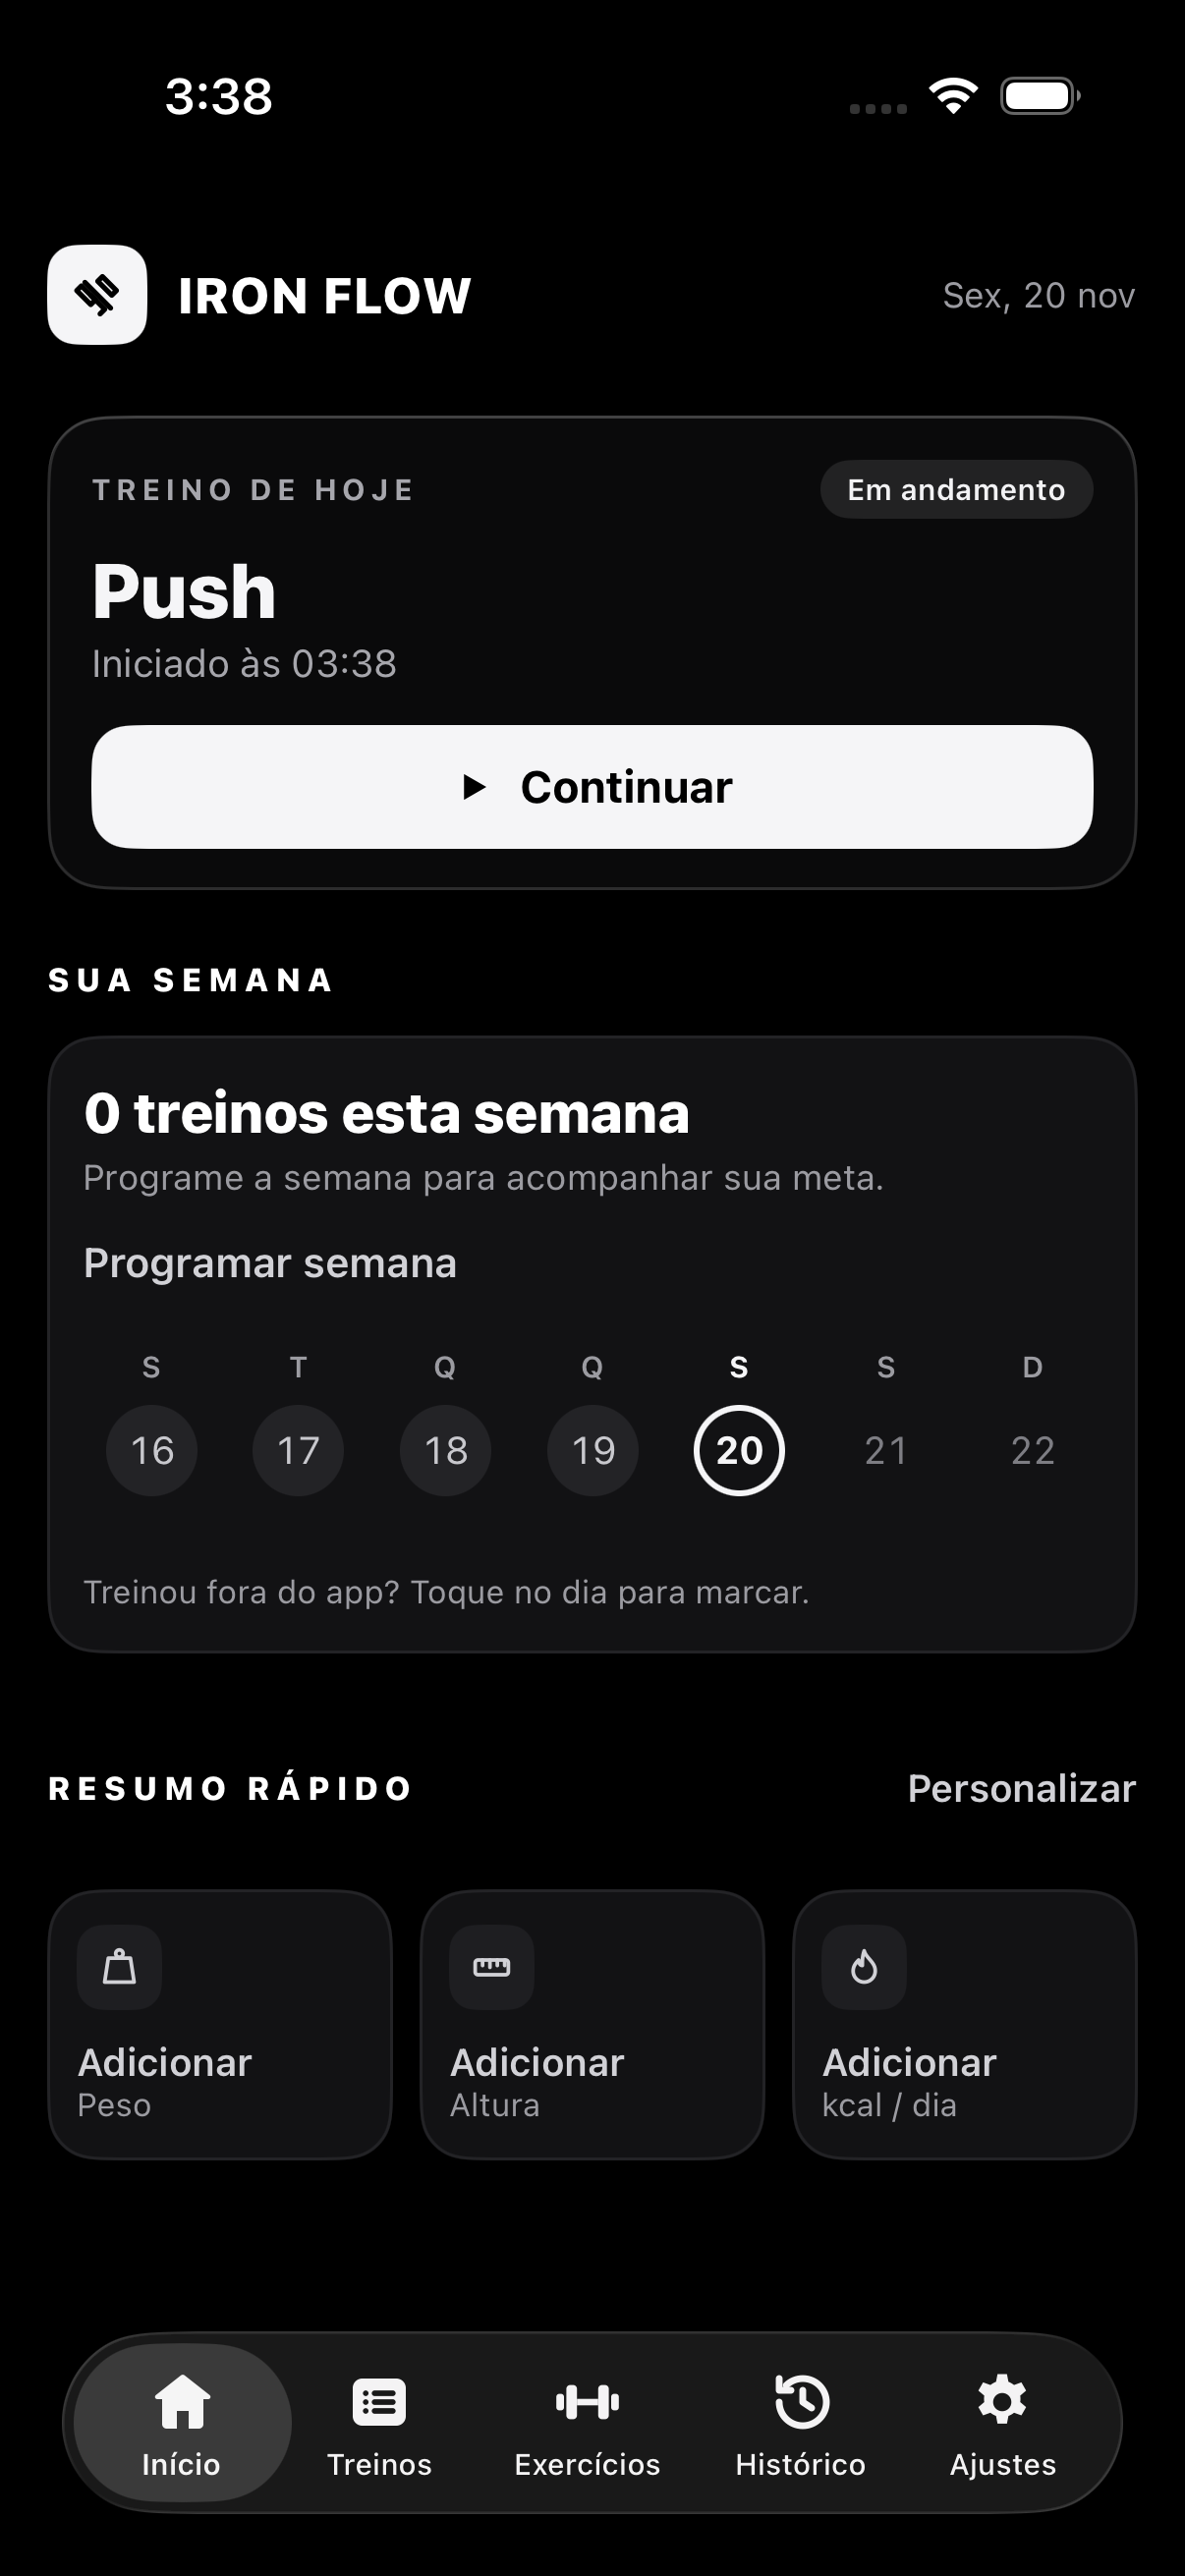 3:38
IRON FLOW
Sex, 20 nov
TREINO DE HOJE
Em andamento
Push
Iniciado às 03:38
Continuar
SUA SEMANA
0 treinos esta semana
Programe a semana para acompanhar sua meta.
Programar semana
S T Q Q S S D
16 17 18 19 20 21 22
Treinou fora do app? Toque no dia para marcar.
RESUMO RÁPIDO
Personalizar
Adicionar Adicionar Adicionar
Peso Altura kcal / dia
Início Treinos Exercícios Histórico Ajustes